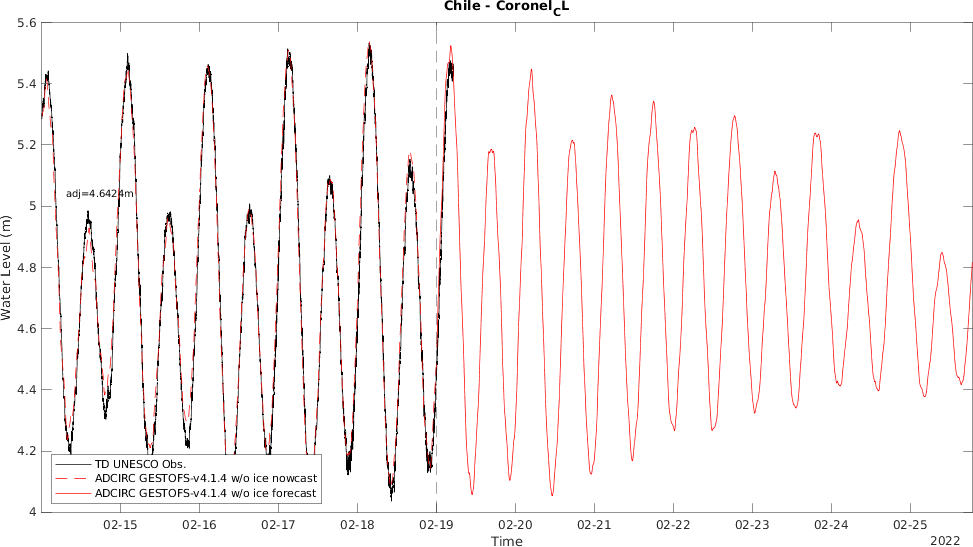 Chile - Coronel_CL
5.6
5.4
5.2
5
4.8
4.6
4.4
4.2
4
Water Level (m)
adj=4.6424m
TD UNESCO Obs.
ADCIRC GESTOFS-v4.1.4 w/o ice nowcast
ADCIRC GESTOFS-v4.1.4 w/o ice forecast
02-15 02-16 02-17 02-18 02-19 02-20 02-21 02-22 02-23 02-24 02-25
Time
2022